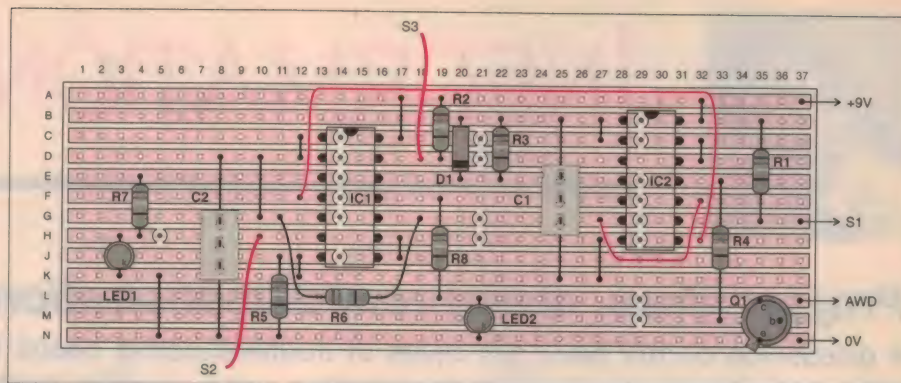 S3
1 2 3 4 5 6 7 8 9 10 11 12 13 14 15 16 17 18 19 20 21 22 23 24 25 26 27 28 29 30 31 32 33 34 35 36 37
A
B
C
D
E
F
G
H
J
K
L
M
N
R2
R3
D1
R7
C2
IC1
C1
IC2
R1
R4
R8
LED1
R5
R6
LED2
Q1
c
b
e
S2
+9V
S1
AWD
0V